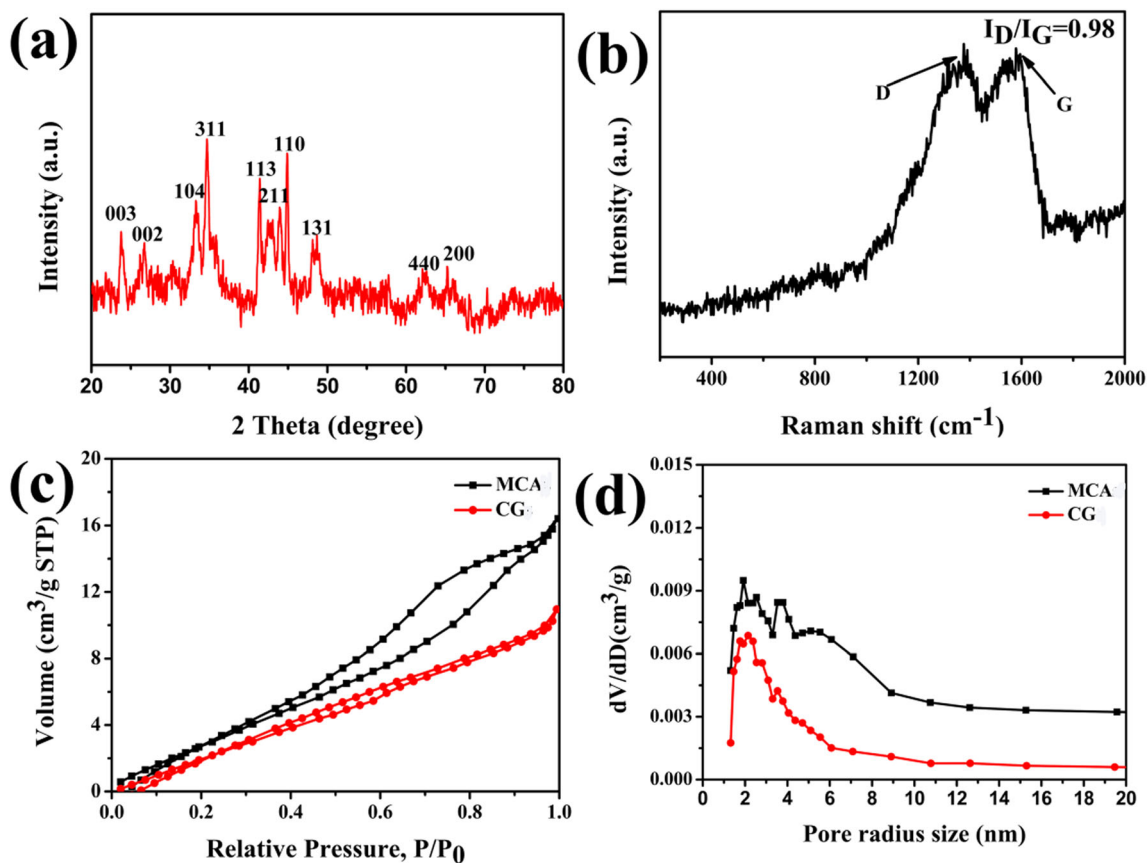 (a)
Intensity (a.u.)
003
002
104
311
113
211
110
131
440
200
20 30 40 50 60 70 80
2 Theta (degree)
(b)
I_D/I_G=0.98
Intensity (a.u.)
D
G
400 800 1200 1600 2000
Raman shift (cm⁻¹)
(c)
MCA
CG
Volume (cm³/g STP)
20
16
12
8
4
0
0.0 0.2 0.4 0.6 0.8 1.0
Relative Pressure, P/P₀
(d)
MCA
CG
dV/dD(cm³/g)
0.015
0.012
0.009
0.006
0.003
0.000
0 2 4 6 8 10 12 14 16 18 20
Pore radius size (nm)